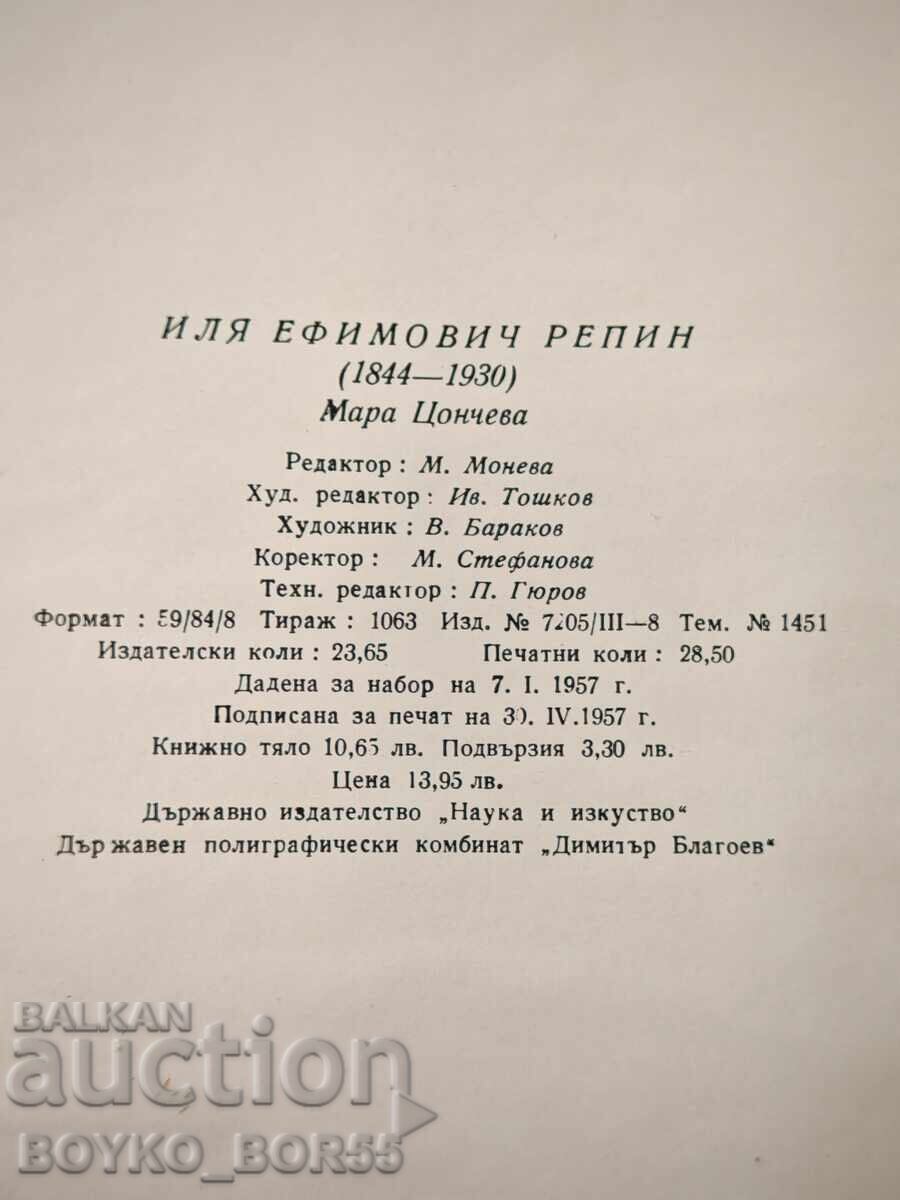 ИЛЯ ЕФИМОВИЧ РЕПИН
(1844—1930)
Мара Цончева
Редактор : М. Монева
Худ. редактор : Ив. Тошков
Художник : В. Бараков
Коректор : М. Стефанова
Техн. редактор : П. Гюров
Формат : 59/84/8 Тираж : 1063 Изд. № 7205/III—8 Тем. № 1451
Издателски коли : 23,65 Печатни коли : 28,50
Дадена за набор на 7. I. 1957 г.
Подписана за печат на 30. IV.1957 г.
Книжно тяло 10,65 лв. Подвързия 3,30 лв.
Цена 13,95 лв.
Държавно издателство „Наука и изкуство“
Държавен полиграфически комбинат „Димитър Благоев“
BALKAN
auction
BOYKO_BOR55